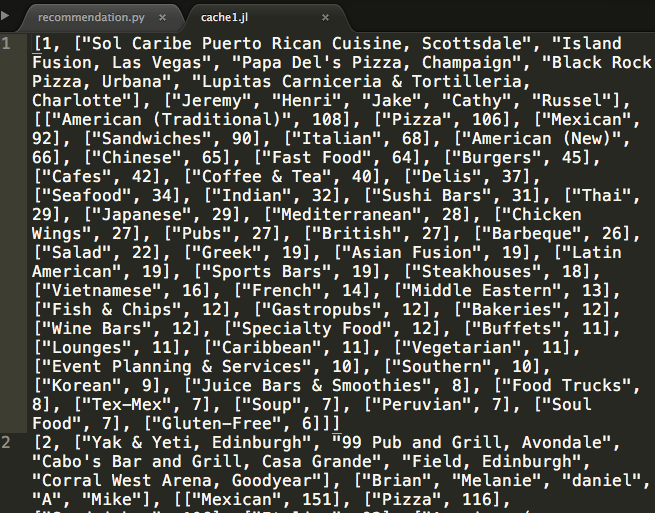 recommendation.py × cache1.jl ×
1 [1, ["Sol Caribe Puerto Rican Cuisine, Scottsdale", "Island
Fusion, Las Vegas", "Papa Del's Pizza, Champaign", "Black Rock
Pizza, Urbana", "Lupitas Carniceria & Tortilleria,
Charlotte"], ["Jeremy", "Henri", "Jake", "Cathy", "Russel"],
[["American (Traditional)", 108], ["Pizza", 106], ["Mexican",
92], ["Sandwiches", 90], ["Italian", 68], ["American (New)",
66], ["Chinese", 65], ["Fast Food", 64], ["Burgers", 45],
["Cafes", 42], ["Coffee & Tea", 40], ["Delis", 37],
["Seafood", 34], ["Indian", 32], ["Sushi Bars", 31], ["Thai",
29], ["Japanese", 29], ["Mediterranean", 28], ["Chicken
Wings", 27], ["Pubs", 27], ["British", 27], ["Barbeque", 26],
["Salad", 22], ["Greek", 19], ["Asian Fusion", 19], ["Latin
American", 19], ["Sports Bars", 19], ["Steakhouses", 18],
["Vietnamese", 16], ["French", 14], ["Middle Eastern", 13],
["Fish & Chips", 12], ["Gastropubs", 12], ["Bakeries", 12],
["Wine Bars", 12], ["Specialty Food", 12], ["Buffets", 11],
["Lounges", 11], ["Caribbean", 11], ["Vegetarian", 11],
["Event Planning & Services", 10], ["Southern", 10],
["Korean", 9], ["Juice Bars & Smoothies", 8], ["Food Trucks",
8], ["Tex-Mex", 7], ["Soup", 7], ["Peruvian", 7], ["Soul
Food", 7], ["Gluten-Free", 6]]]
2 [2, ["Yak & Yeti, Edinburgh", "99 Pub and Grill, Avondale",
"Cabo's Bar and Grill, Casa Grande", "Field, Edinburgh",
"Corral West Arena, Goodyear"], ["Brian", "Melanie", "daniel",
"A", "Mike"], [["Mexican", 151], ["Pizza", 116],